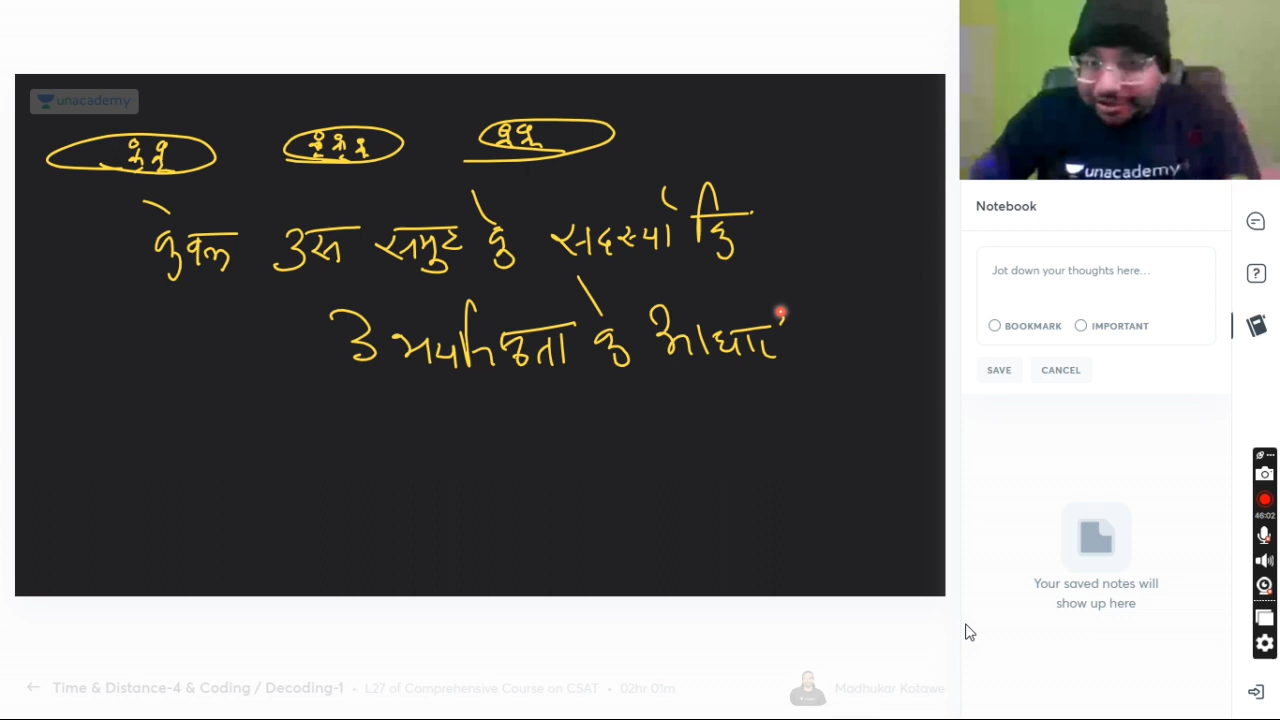 unacademy
केवल उस समूह के सदस्यों कि
उभयनिष्ठता के आधार
unacademy
Notebook
Jot down your thoughts here...
BOOKMARK IMPORTANT
SAVE CANCEL
46:02
Your saved notes will
show up here
← Time & Distance-4 & Coding / Decoding-1 • L27 of Comprehensive Course on CSAT • 02hr 01m Madhukar Kotawe